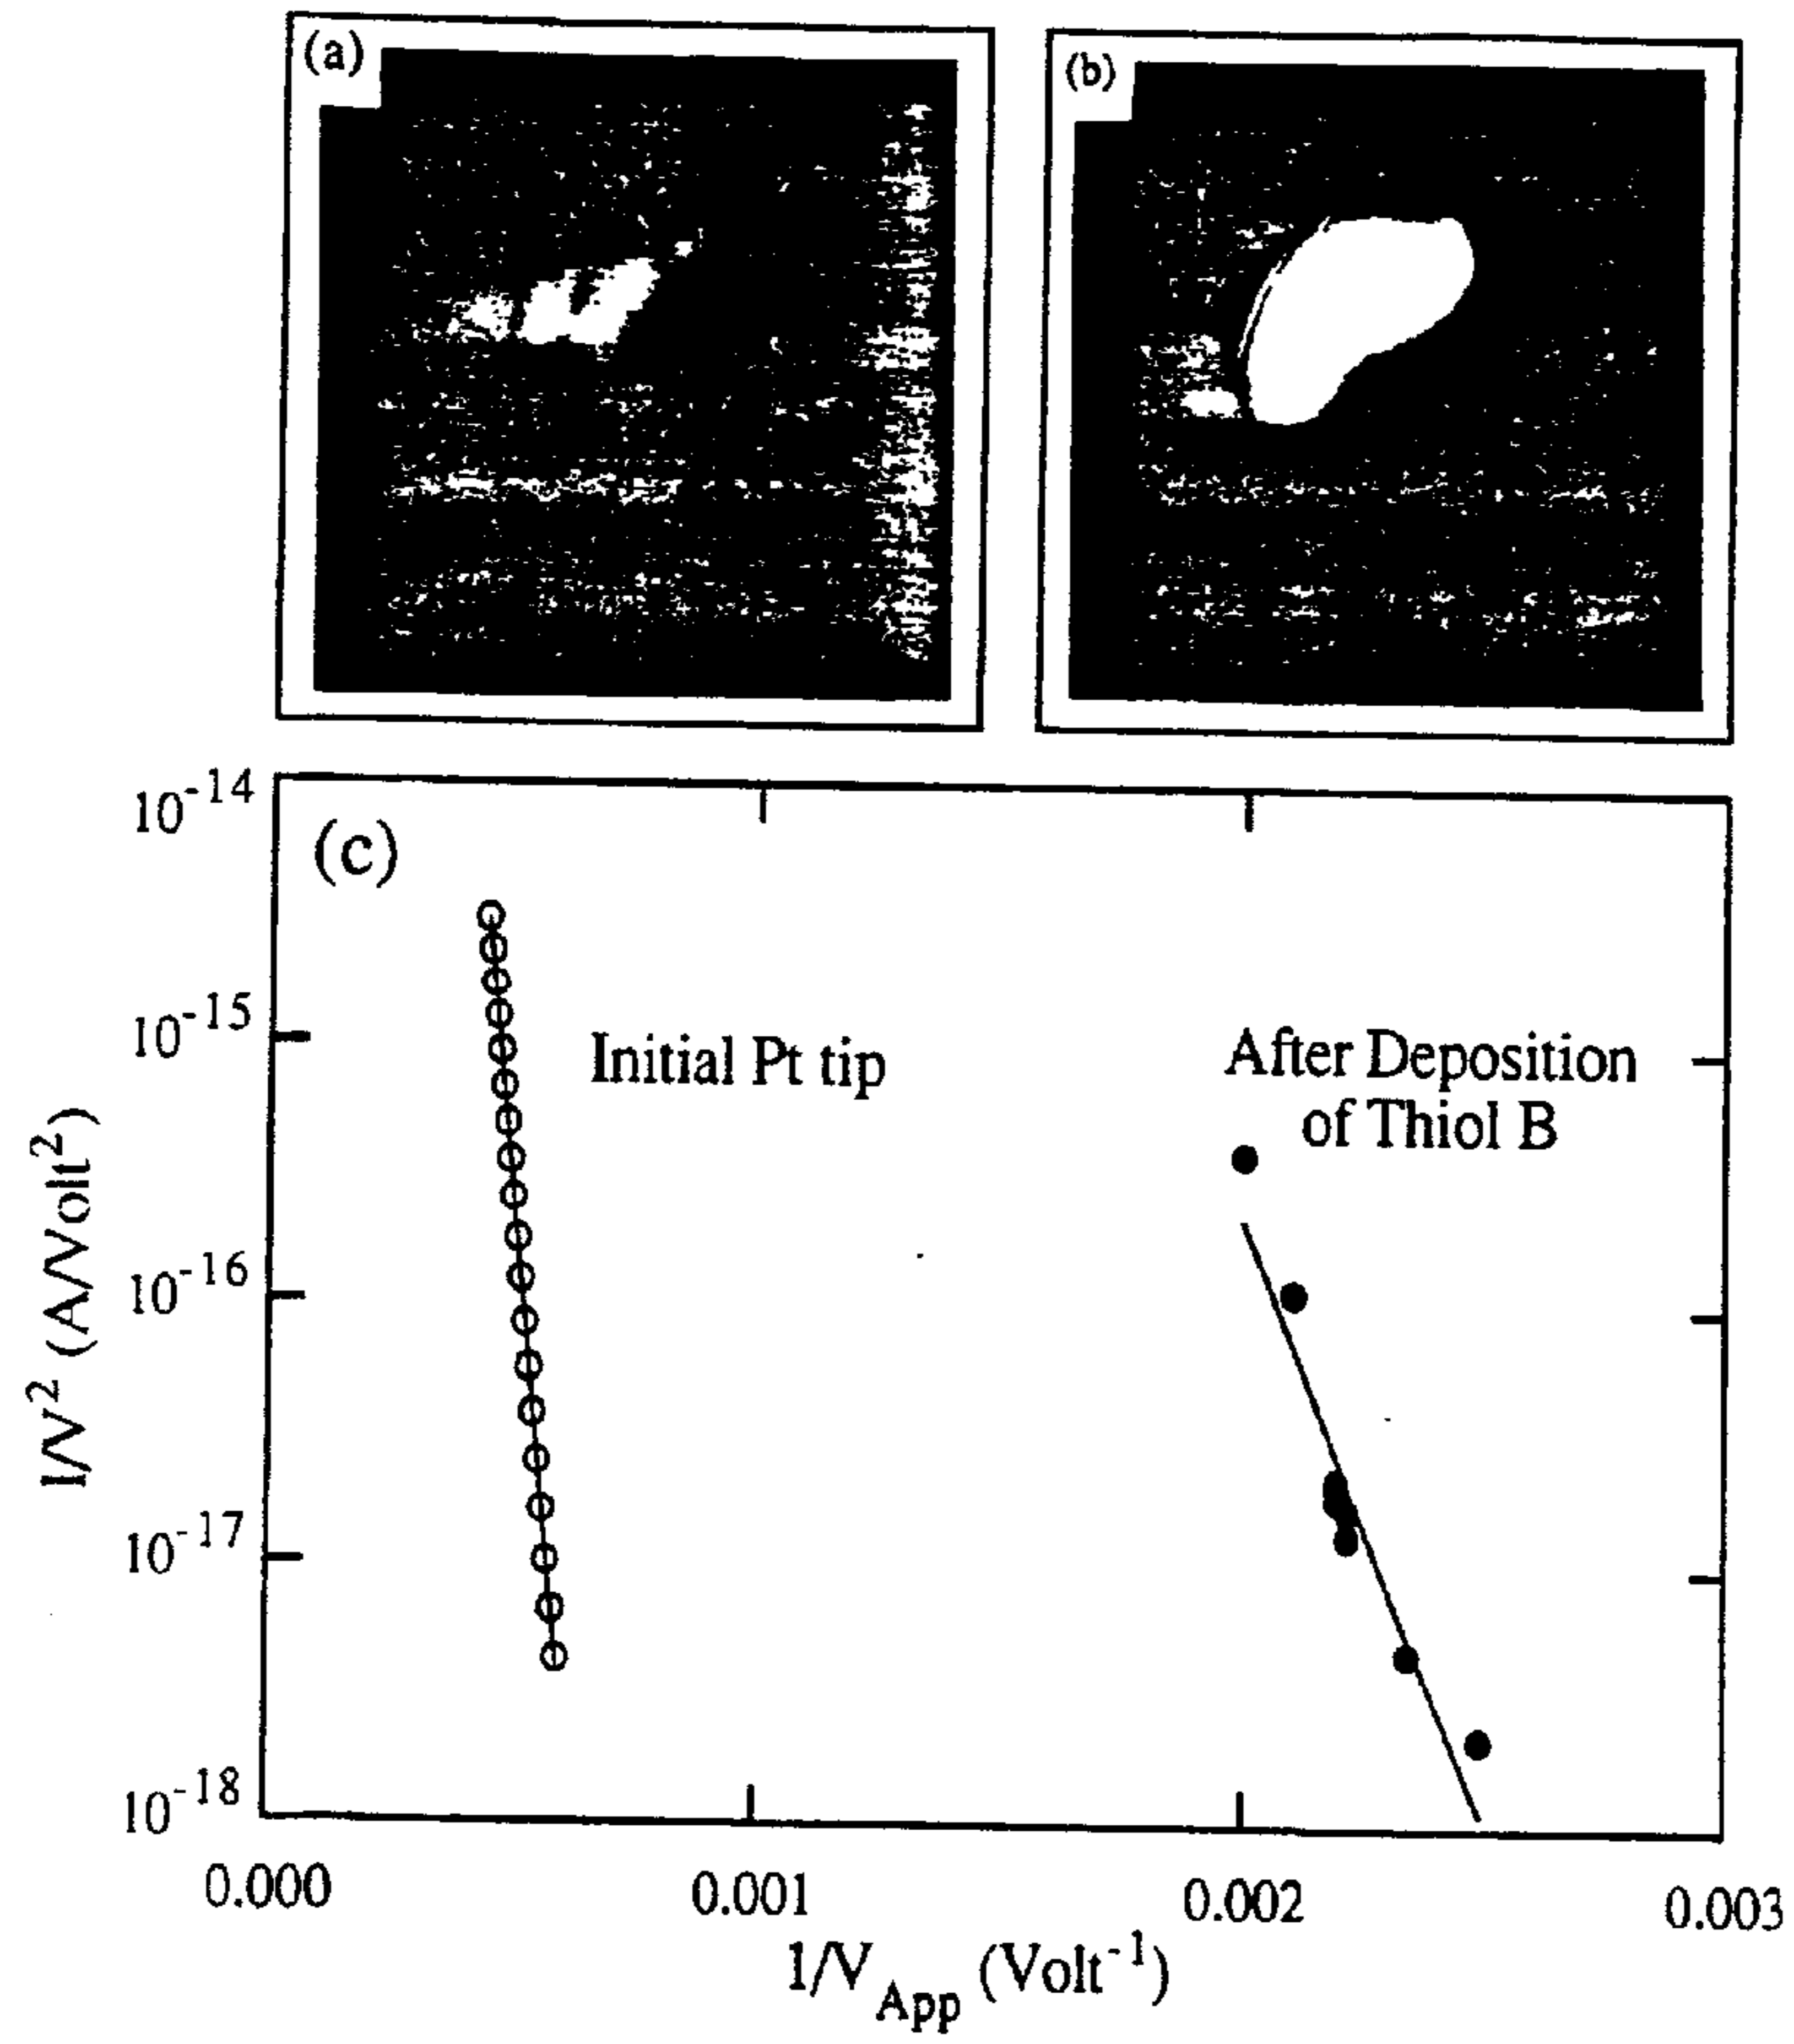 (a)
(b)
10^-14
(c)
10^-15
Initial Pt tip
After Deposition
of Thiol B
I/V^2 (A/Volt^2)
10^-16
10^-17
10^-18
0.000
0.001
0.002
0.003
1/V_App (Volt^-1)